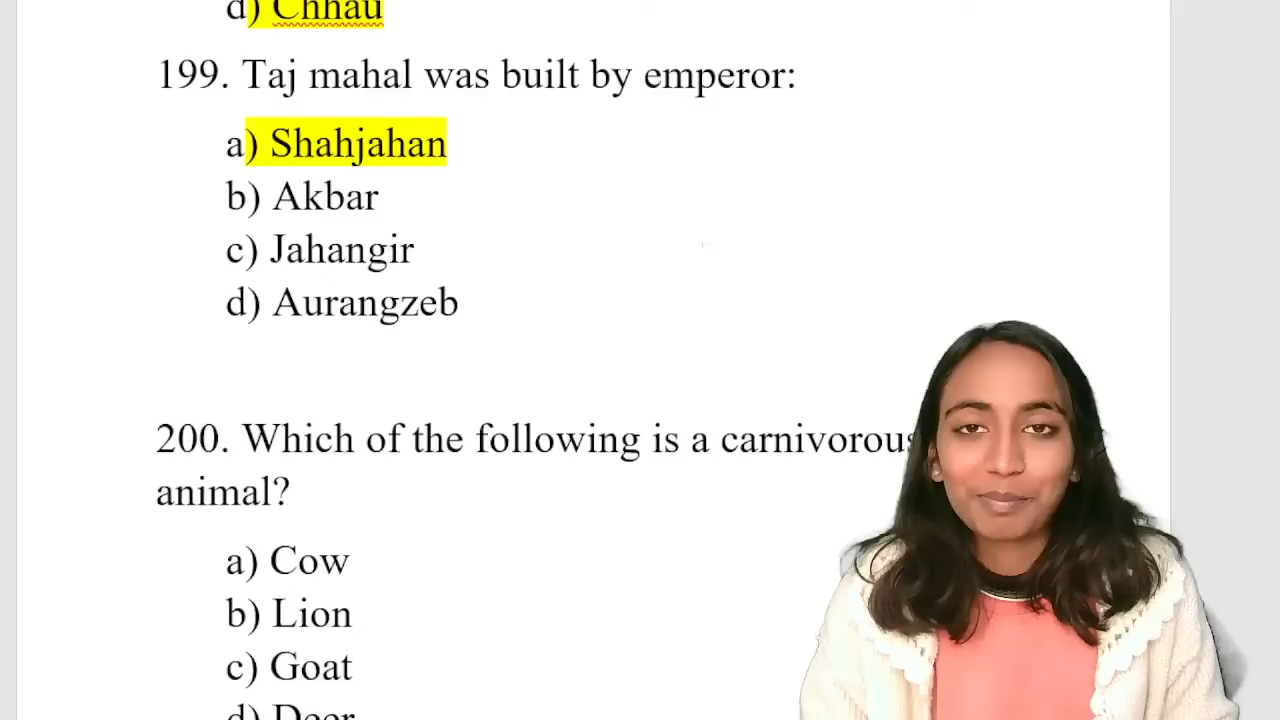 d) Chhau
199. Taj mahal was built by emperor:
a) Shahjahan
b) Akbar
c) Jahangir
d) Aurangzeb
200. Which of the following is a carnivorous
animal?
a) Cow
b) Lion
c) Goat
d) Deer